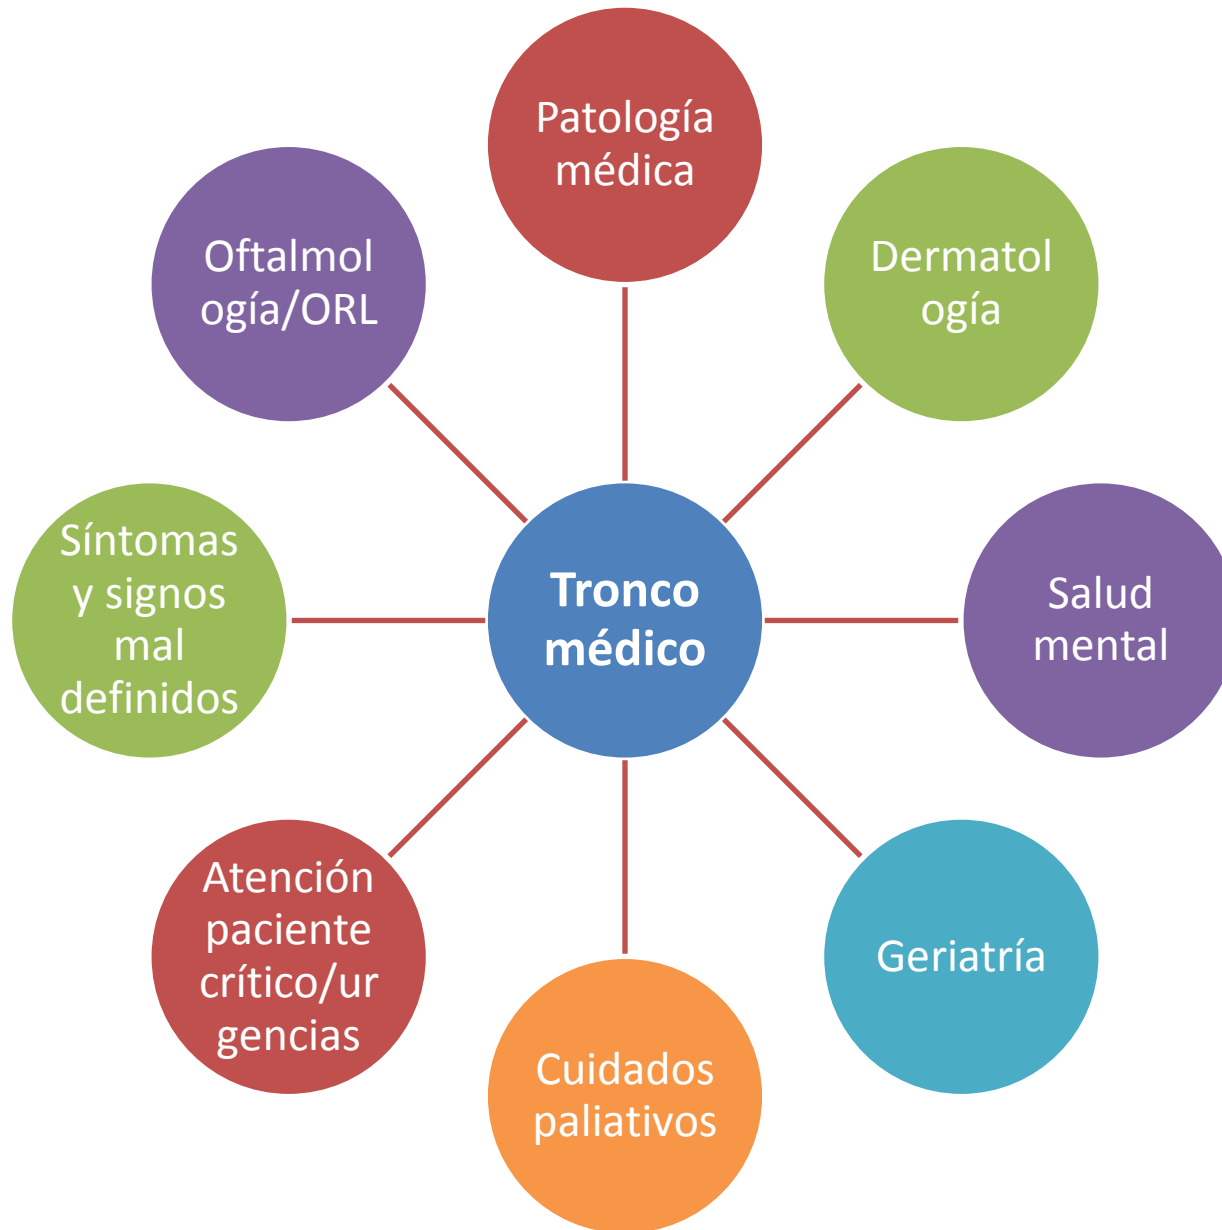 Patología
médica
Dermatol
ogía
Salud
mental
Geriatría
Cuidados
paliativos
Atención
paciente
crítico/ur
gencias
Síntomas
y signos
mal
definidos
Oftalmol
ogía/ORL
Tronco
médico